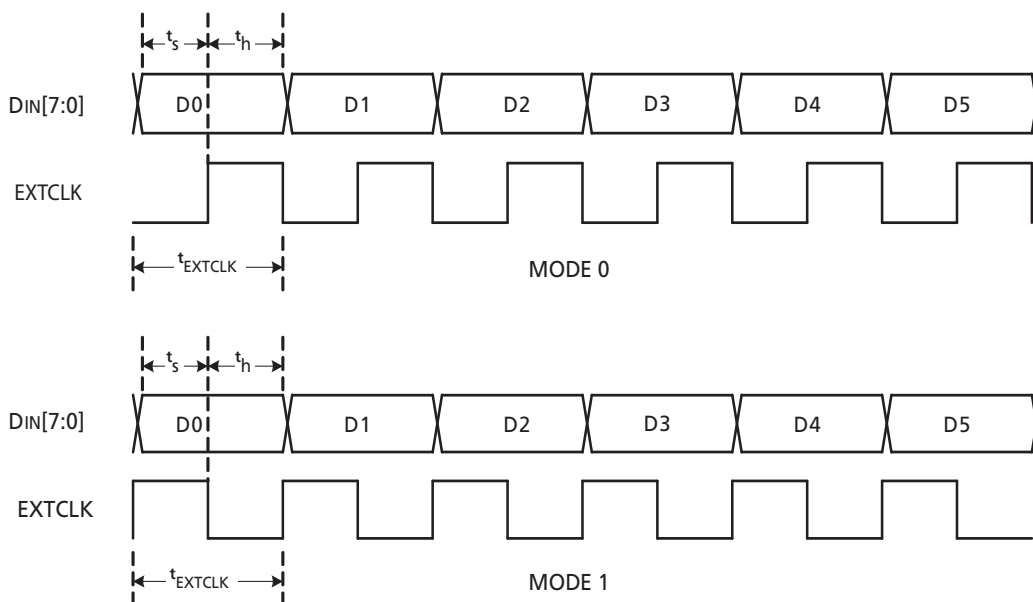 ts th
DIN[7:0] D0 D1 D2 D3 D4 D5
EXTCLK
tEXTCLK MODE 0
ts th
DIN[7:0] D0 D1 D2 D3 D4 D5
EXTCLK
tEXTCLK MODE 1